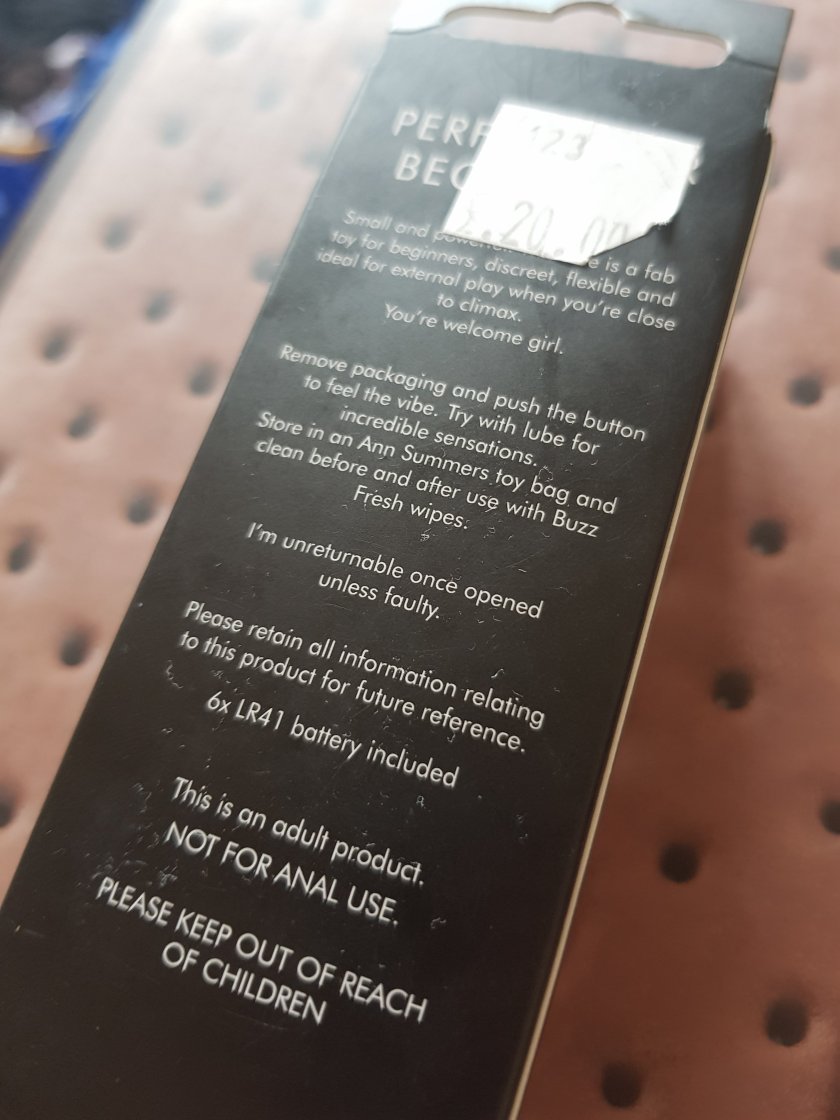 123
£.20.00
Small and is a fab
toy for beginners, discreet, flexible and
ideal for external play when you're close
to climax.
You're welcome girl.
Remove packaging and push the button
to feel the vibe. Try with lube for
incredible sensations.
Store in an Ann Summers toy bag and
clean before and after use with Buzz
Fresh wipes.
I'm unreturnable once opened
unless faulty.
Please retain all information relating
to this product for future reference.
6x LR41 battery included
This is an adult product.
NOT FOR ANAL USE.
PLEASE KEEP OUT OF REACH
OF CHILDREN